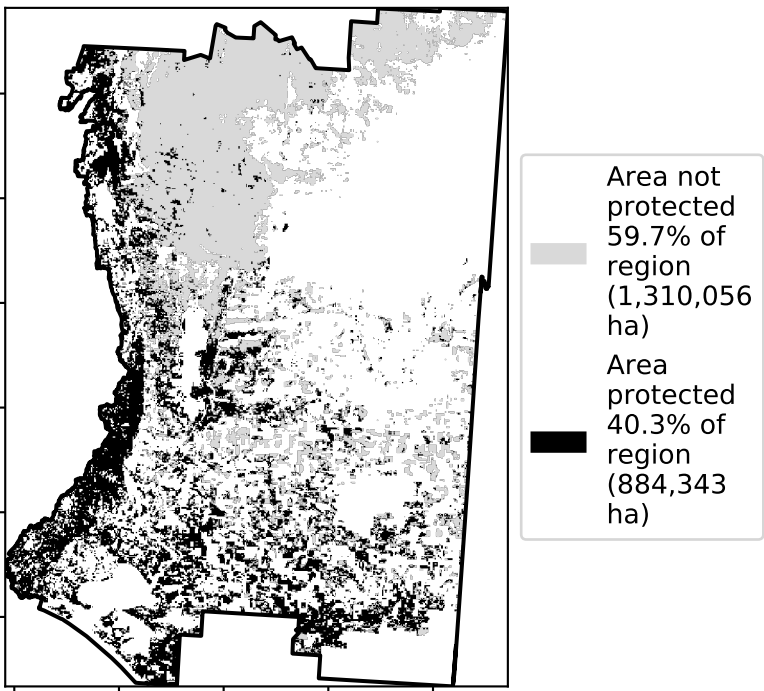 Area not
protected
59.7% of
region
(1,310,056
ha)
Area
protected
40.3% of
region
(884,343
ha)